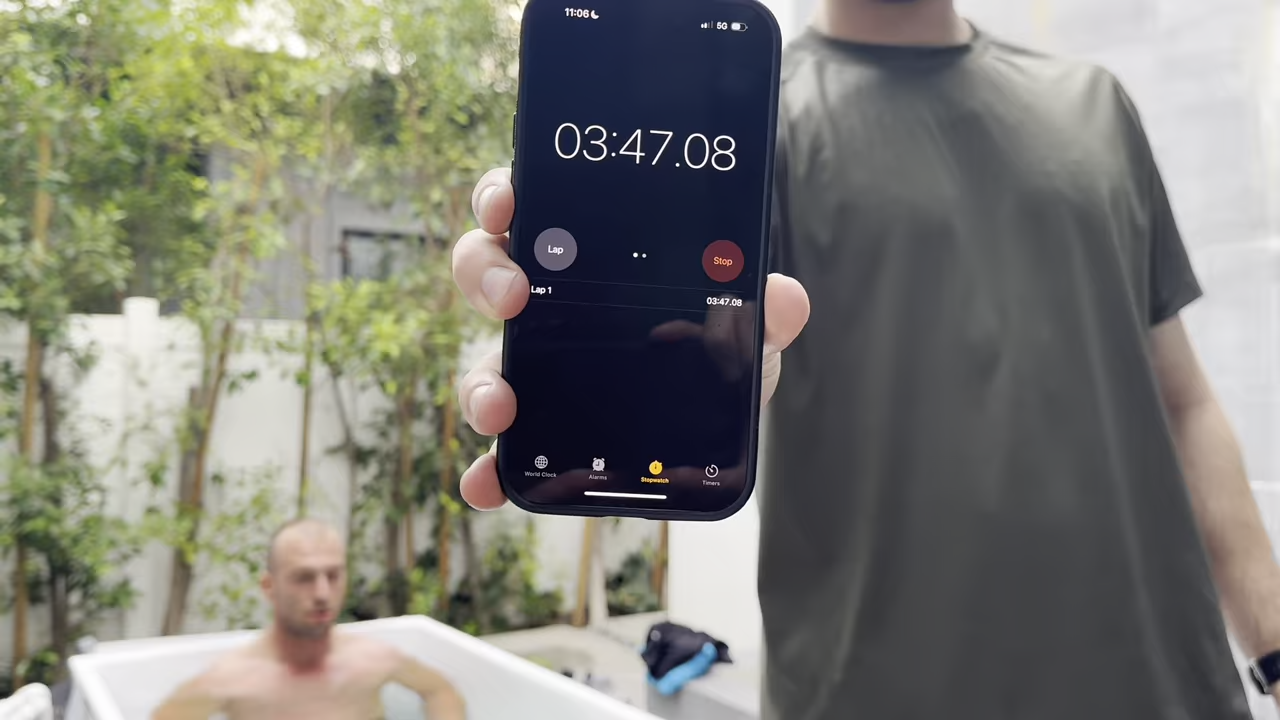 11:06 5G
03:47.08
Lap Stop
Lap 1 03:47.08
World Clock Alarms Stopwatch Timers